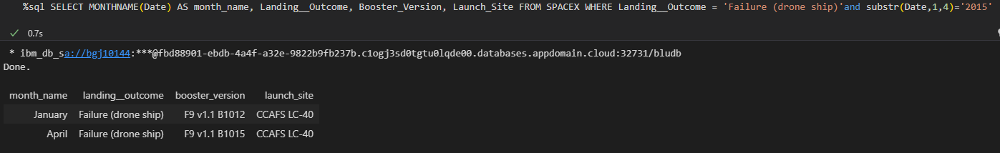 %sql SELECT MONTHNAME(Date) AS month_name, Landing__Outcome, Booster_Version, Launch_Site FROM SPACEX WHERE Landing__Outcome = 'Failure (drone ship)'and substr(Date,1,4)='2015'
✓ 0.7s
* ibm_db_sa://bgj10144:***@fbd88901-ebdb-4a4f-a32e-9822b9fb237b.c1ogj3sd0tgtu0lqde00.databases.appdomain.cloud:32731/bludb
Done.
month_name landing__outcome booster_version launch_site
January Failure (drone ship) F9 v1.1 B1012 CCAFS LC-40
April Failure (drone ship) F9 v1.1 B1015 CCAFS LC-40